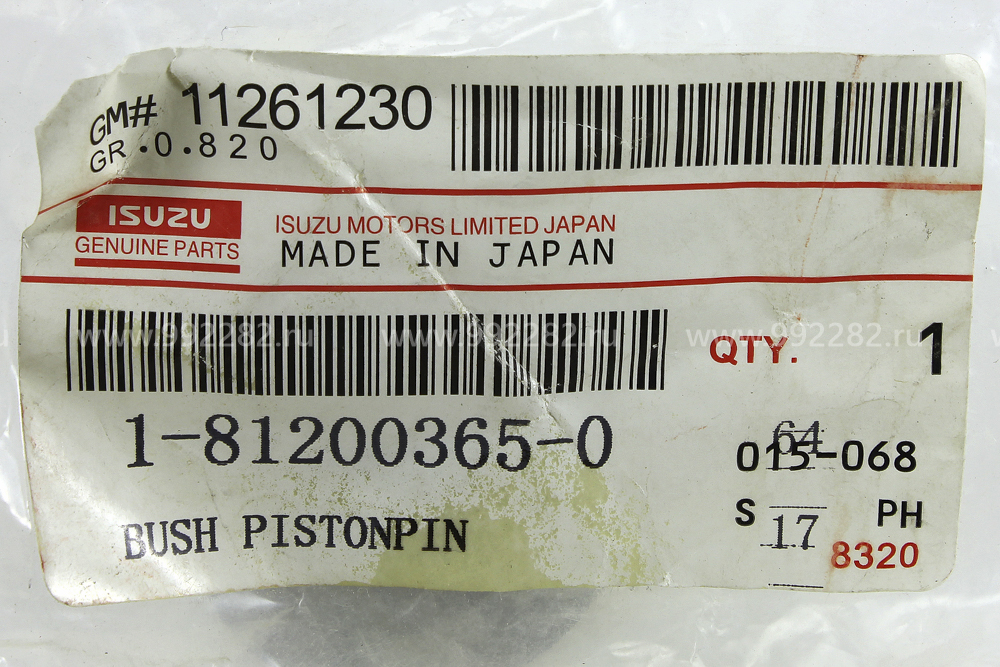 GM# 11261230
GR.0.820
ISUZU
GENUINE PARTS
ISUZU MOTORS LIMITED JAPAN
MADE IN JAPAN
www.992282.ru www.992282.ru www.992282.ru
QTY. 1
1-81200365-0
64
015-068
BUSH PISTONPIN
S 17 PH
8320